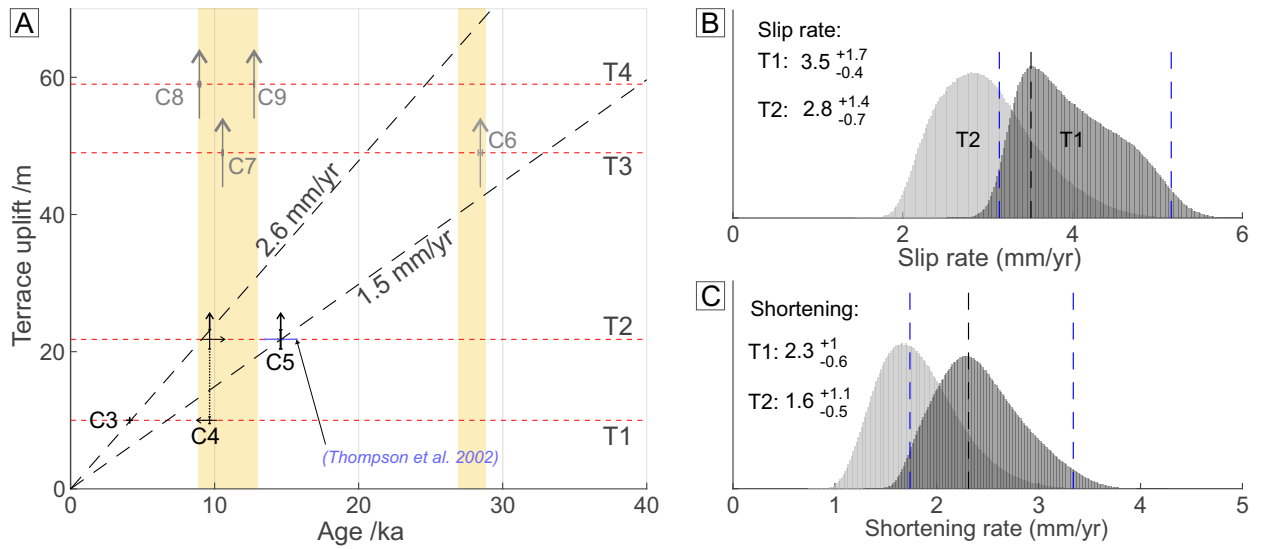 A
Terrace uplift /m
60
40
20
0
0
10
20
30
40
Age /ka
T4
T3
T2
T1
C8
C9
C7
C6
C3
C4
C5
2.6 mm/yr
1.5 mm/yr
(Thompson et al. 2002)
B
Slip rate:
T1: 3.5 +1.7 -0.4
T2: 2.8 +1.4 -0.7
T2
T1
0
2
4
6
Slip rate (mm/yr)
C
Shortening:
T1: 2.3 +1 -0.6
T2: 1.6 +1.1 -0.5
0
1
2
3
4
5
Shortening rate (mm/yr)